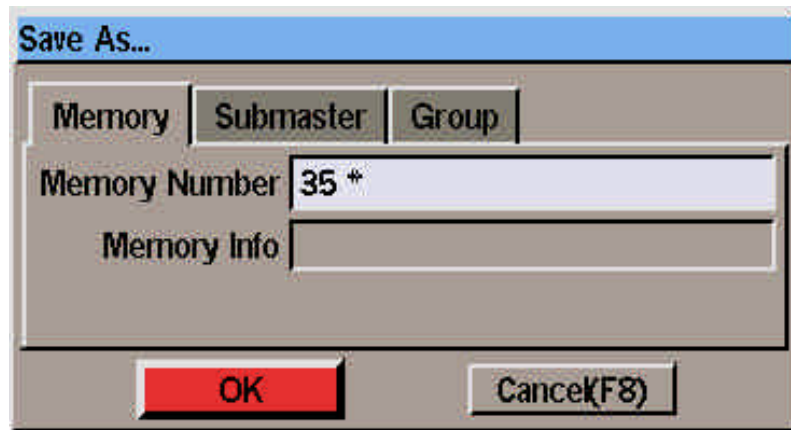 Save As...
Memory Submaster Group
Memory Number 35 *
Memory Info
OK Cancel(F8)